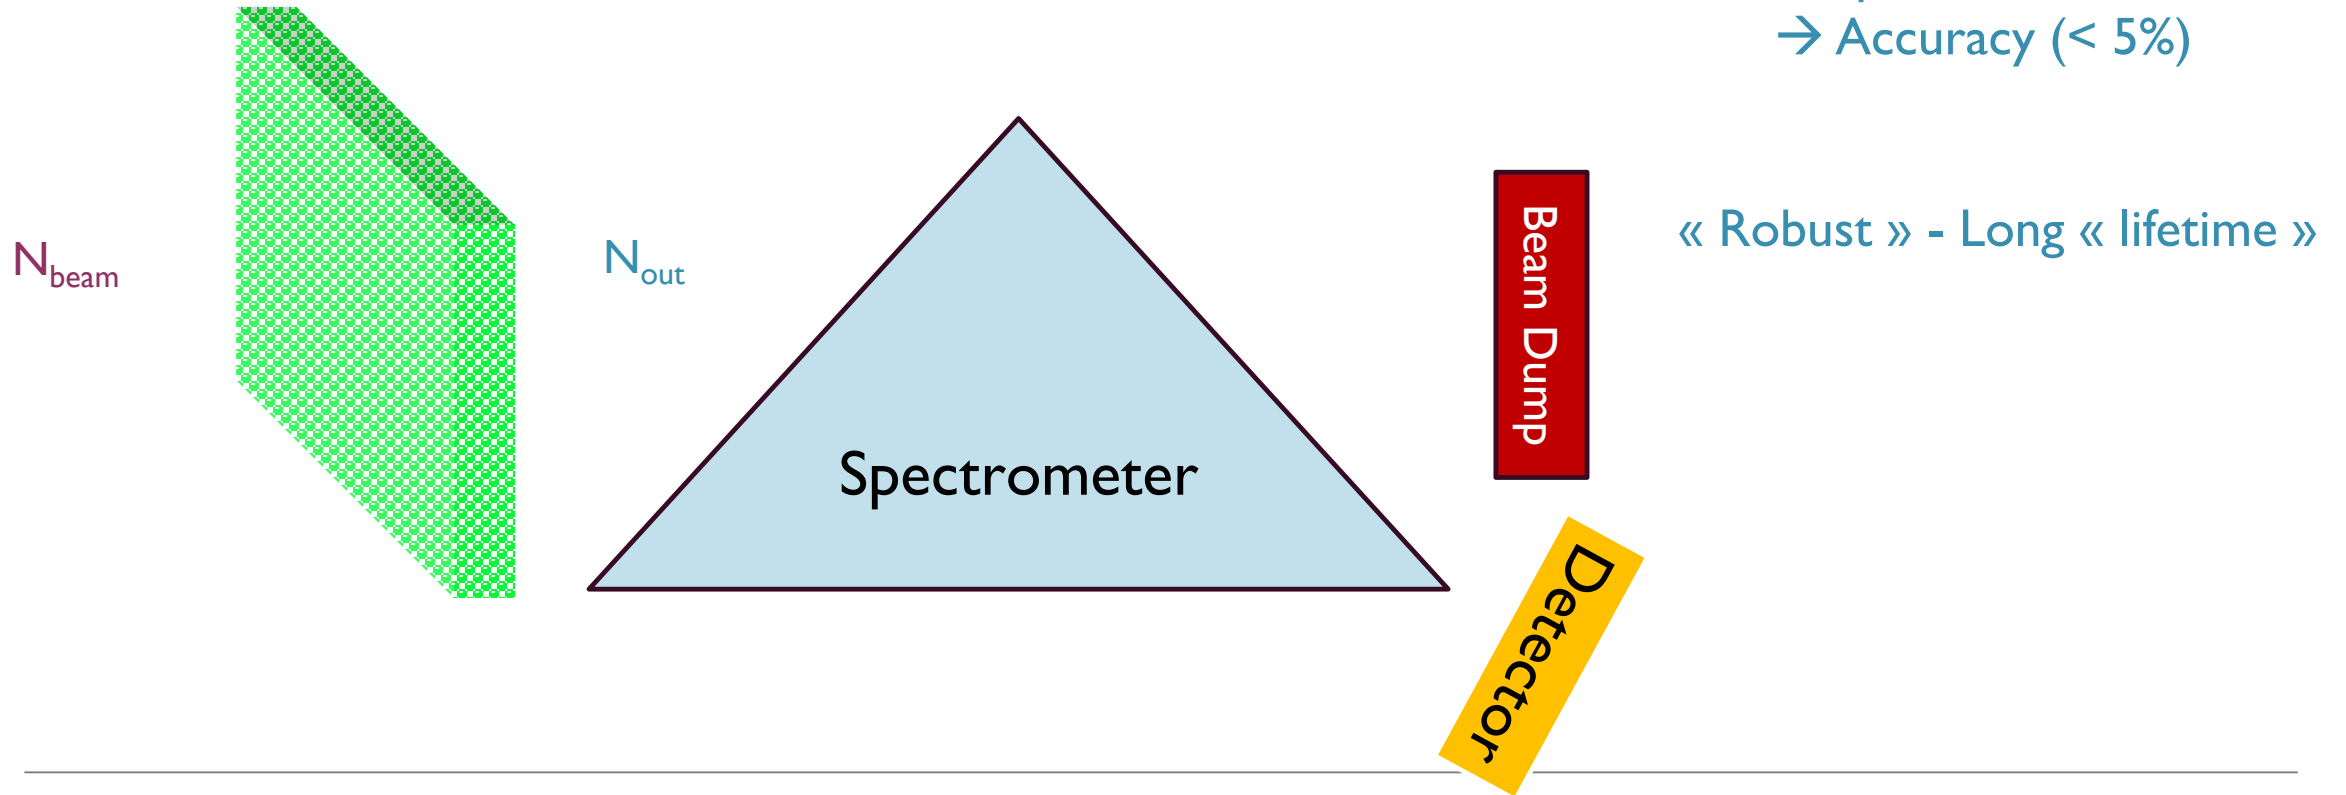 → Accuracy (< 5%)
N_beam
N_out
Beam Dump
« Robust » - Long « lifetime »
Spectrometer
Detector